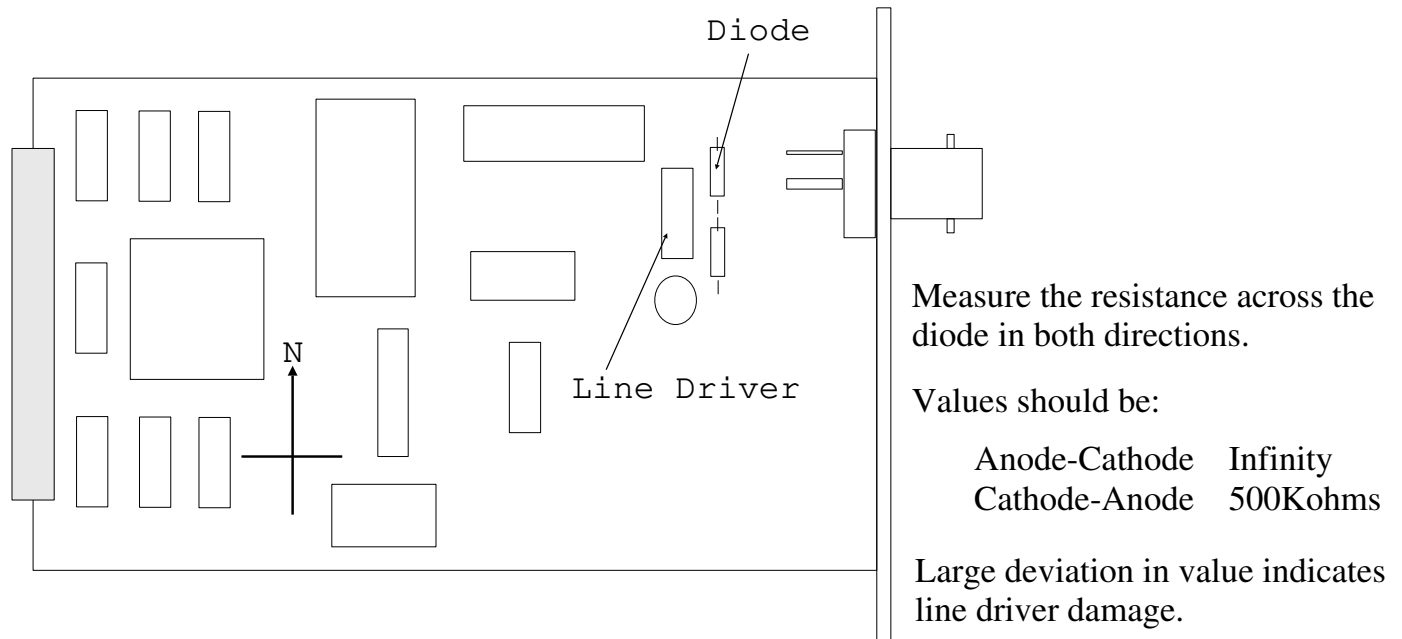 Diode
N
Line Driver
Measure the resistance across the
diode in both directions.
Values should be:
Anode-Cathode Infinity
Cathode-Anode 500Kohms
Large deviation in value indicates
line driver damage.